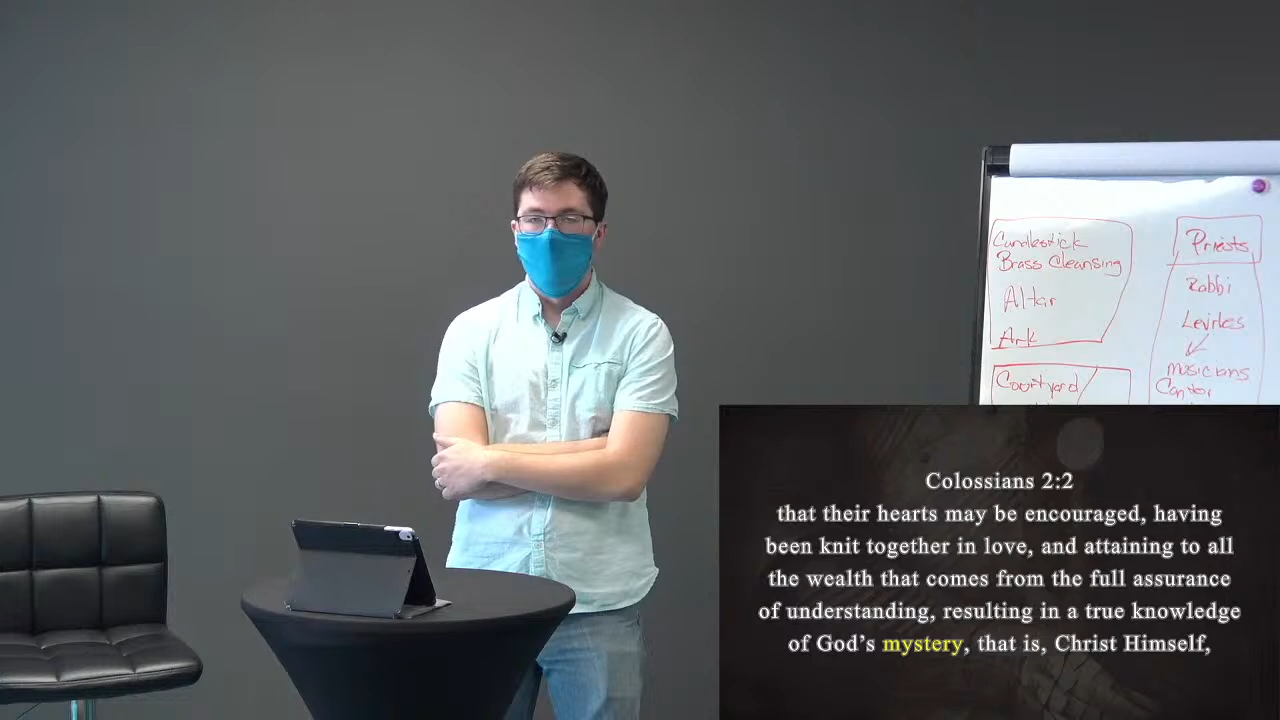 Candlestick
Brass Cleansing
Altar
Ark
Courtyard
Priests
Rabbi
Musicians
Cantor
Colossians 2:2
that their hearts may be encouraged, having
been knit together in love, and attaining to all
the wealth that comes from the full assurance
of understanding, resulting in a true knowledge
of God's mystery, that is, Christ Himself,